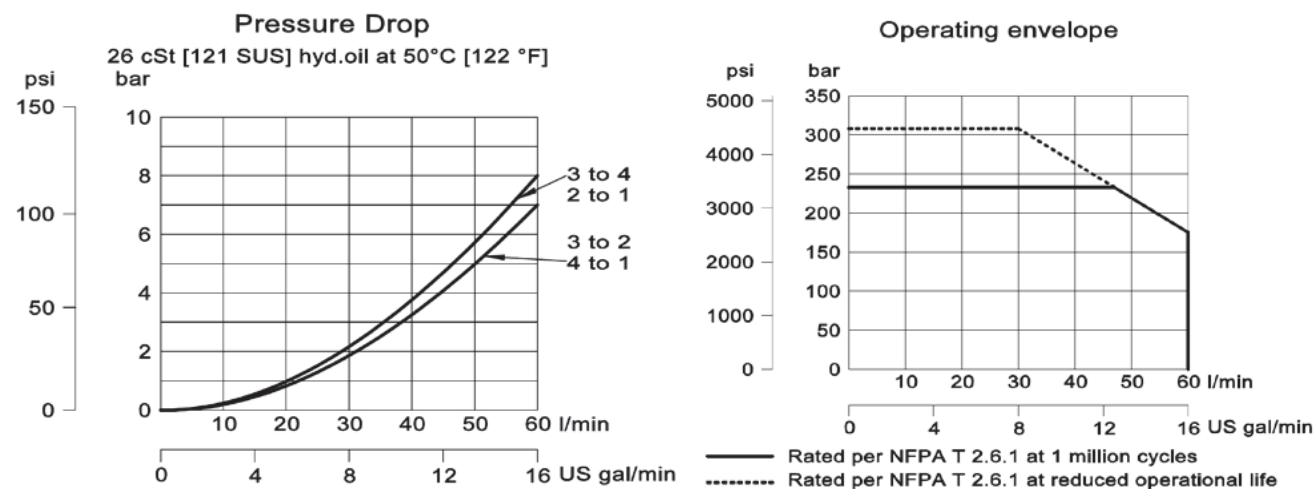 Pressure Drop
26 cSt [121 SUS] hyd.oil at 50°C [122 °F]
psi
bar
150
100
50
0
10
8
6
4
2
0
3 to 4
2 to 1
3 to 2
4 to 1
10 20 30 40 50 60 l/min
0 4 8 12 16 US gal/min
Operating envelope
psi
bar
5000
4000
3000
2000
1000
0
350
300
250
200
150
100
50
0
10 20 30 40 50 60 l/min
0 4 8 12 16 US gal/min
Rated per NFPA T 2.6.1 at 1 million cycles
Rated per NFPA T 2.6.1 at reduced operational life